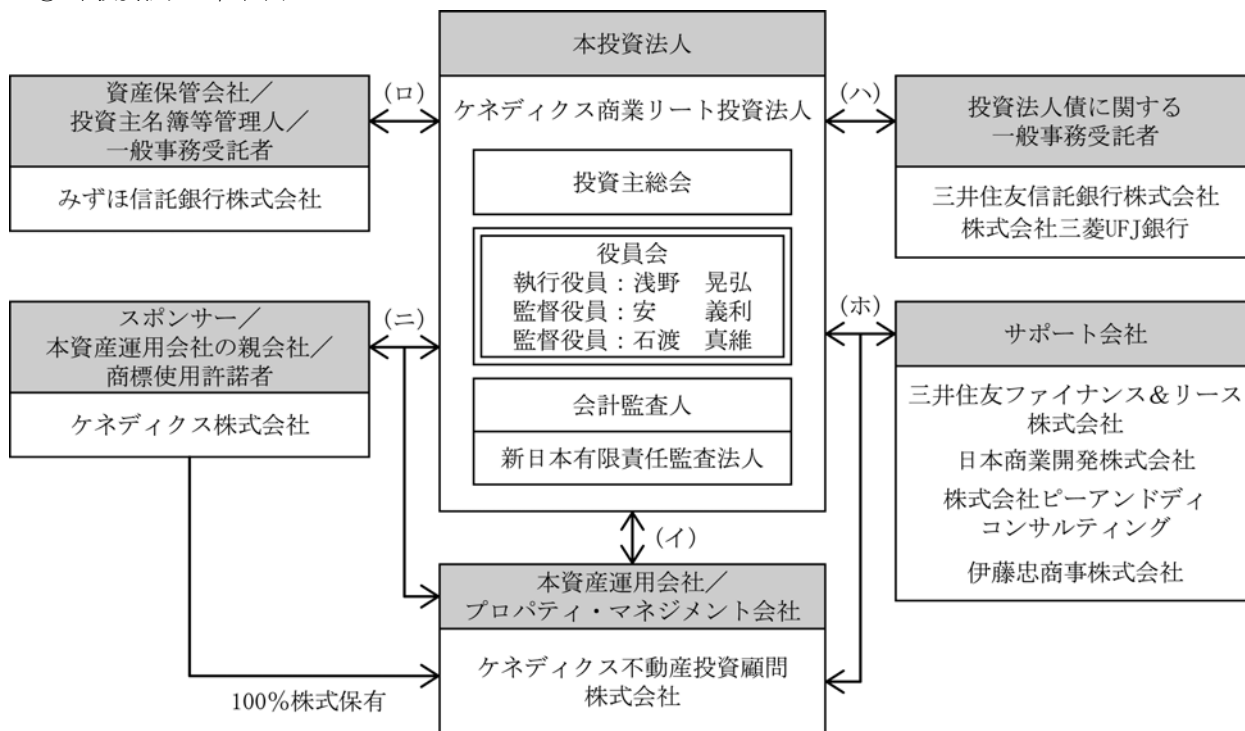 本投資法人
ケネディクス商業リート投資法人
投資主総会
役員会
執行役員：浅野　晃弘
監督役員：安　　義利
監督役員：石渡　真維
会計監査人
新日本有限責任監査法人
資産保管会社／
投資主名簿等管理人／
一般事務受託者
みずほ信託銀行株式会社
(ロ)
(ハ)
投資法人債に関する
一般事務受託者
三井住友信託銀行株式会社
株式会社三菱UFJ銀行
スポンサー／
本資産運用会社の親会社／
商標使用許諾者
ケネディクス株式会社
(ニ)
(ホ)
サポート会社
三井住友ファイナンス＆リース
株式会社
日本商業開発株式会社
株式会社ピーアンドディ
コンサルティング
伊藤忠商事株式会社
(イ)
本資産運用会社／
プロパティ・マネジメント会社
ケネディクス不動産投資顧問
株式会社
100％株式保有